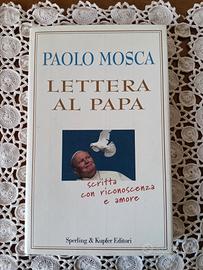 PAOLO MOSCA
LETTERA
AL PAPA
scritta
con riconoscenza
e amore
Sperling & Kupfer Editori